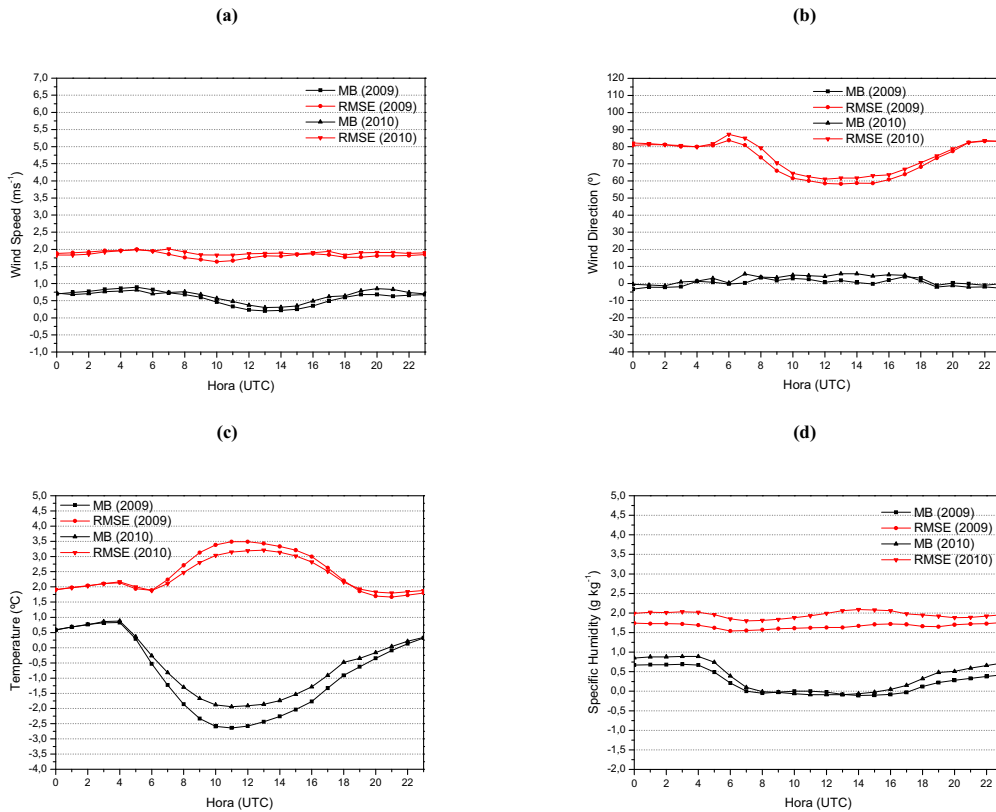 (a)
7,0
6,5
6,0
5,5
5,0
4,5
4,0
3,5
3,0
2,5
2,0
1,5
1,0
0,5
0,0
-0,5
-1,0
Wind Speed (ms-1)
MB (2009)
RMSE (2009)
MB (2010)
RMSE (2010)
0 2 4 6 8 10 12 14 16 18 20 22
Hora (UTC)
(b)
120
110
100
90
80
70
60
50
40
30
20
10
0
-10
-20
-30
-40
Wind Direction (º)
MB (2009)
RMSE (2009)
MB (2010)
RMSE (2010)
0 2 4 6 8 10 12 14 16 18 20 22
Hora (UTC)
(c)
5,0
4,5
4,0
3,5
3,0
2,5
2,0
1,5
1,0
0,5
0,0
-0,5
-1,0
-1,5
-2,0
-2,5
-3,0
-3,5
-4,0
Temperature (ºC)
MB (2009)
RMSE (2009)
MB (2010)
RMSE (2010)
0 2 4 6 8 10 12 14 16 18 20 22
Hora (UTC)
(d)
5,0
4,5
4,0
3,5
3,0
2,5
2,0
1,5
1,0
0,5
0,0
-0,5
-1,0
-1,5
-2,0
Specific Humidity (g kg-1)
MB (2009)
RMSE (2009)
MB (2010)
RMSE (2010)
0 2 4 6 8 10 12 14 16 18 20 22
Hora (UTC)